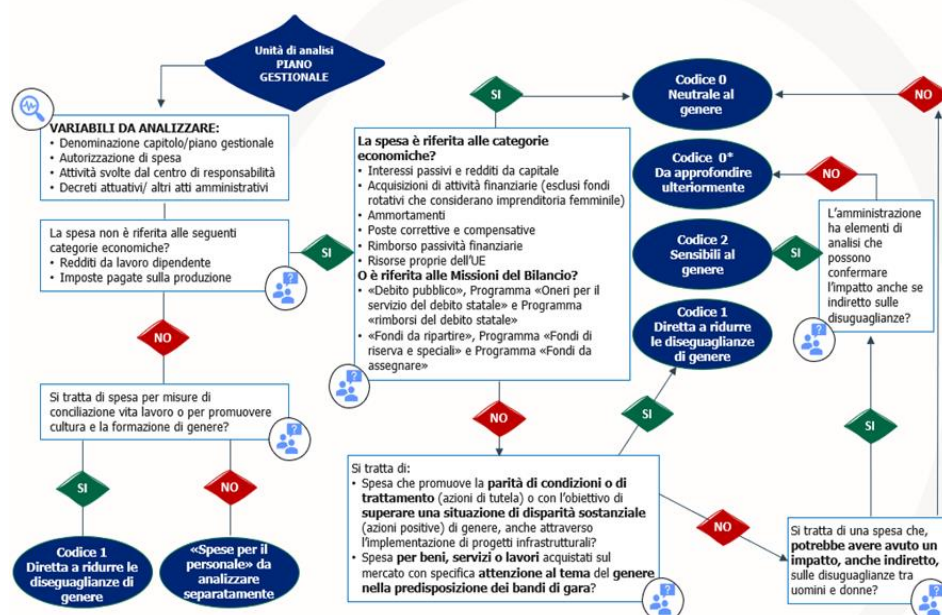 Unità di analisi
PIANO
GESTIONALE
VARIABILI DA ANALIZZARE:
• Denominazione capitolo/piano gestionale
• Autorizzazione di spesa
• Attività svolte dal centro di responsabilità
• Decreti attuativi/ altri atti amministrativi
La spesa non è riferita alle seguenti
categorie economiche?
• Redditi da lavoro dipendente
• Imposte pagate sulla produzione
NO
Si tratta di spesa per misure di
conciliazione vita lavoro o per promuovere
cultura e la formazione di genere?
SI
NO
Codice 1
Diretta a ridurre le
diseguaglianze di
genere
«Spese per il
personale» da
analizzare
separatamente
SI
SI
La spesa è riferita alle categorie
economiche?
• Interessi passivi e redditi da capitale
• Acquisizioni di attività finanziarie (esclusi fondi
rotativi che considerano imprenditoria femminile)
• Ammortamenti
• Poste correttive e compensative
• Rimborso passività finanziarie
• Risorse proprie dell'UE
O è riferita alle Missioni del Bilancio?
• «Debito pubblico», Programma «Oneri per il
servizio del debito statale» e Programma
«rimborsi del debito statale»
• «Fondi da ripartire», Programma «Fondi di
riserva e speciali» e Programma «Fondi da
assegnare»
NO
SI
Si tratta di:
• Spesa che promuove la parità di condizioni o di
trattamento (azioni di tutela) o con l'obiettivo di
superare una situazione di disparità sostanziale
(azioni positive) di genere, anche attraverso
l'implementazione di progetti infrastrutturali?
• Spesa per beni, servizi o lavori acquistati sul
mercato con specifica attenzione al tema del genere
nella predisposizione dei bandi di gara?
Codice 0
Neutrale al
genere
Codice 0*
Da approfondire
ulteriormente
Codice 2
Sensibili al
genere
Codice 1
Diretta a ridurre
le diseguaglianze
di genere
NO
NO
SI
L'amministrazione
ha elementi di
analisi che
possono
confermare
l'impatto anche se
indiretto sulle
disuguaglianze?
SI
NO
Si tratta di una spesa che,
potrebbe avere avuto un
impatto, anche indiretto,
sulle disuguaglianze tra
uomini e donne?